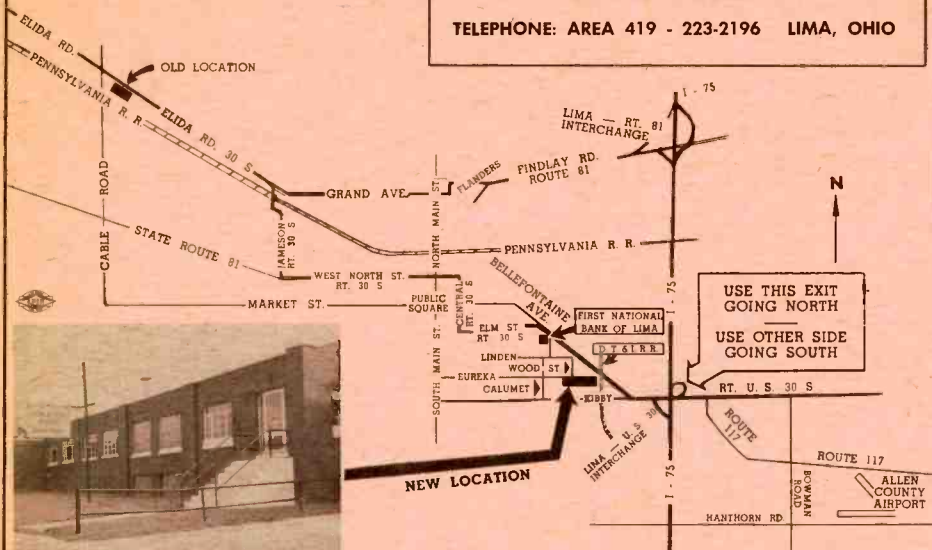 TELEPHONE: AREA 419 - 223-2196 LIMA, OHIO
ELIDA RD.
PENNSYLVANIA R. R.
OLD LOCATION
ELIDA RD. 30 S
CABLE ROAD
STATE ROUTE 81
JAMESON
RT. 30 S
GRAND AVE.
NORTH MAIN ST.
FLANDERS
FINDLAY RD.
ROUTE 81
LIMA — RT. 81
INTERCHANGE
I - 75
N
PENNSYLVANIA R. R.
WEST NORTH ST.
RT. 30 S
MARKET ST.
PUBLIC
SQUARE
CENTRAL
RT. 30 S
BELLEFONTAINE
AVE
ELM ST
RT 30 S
FIRST NATIONAL
BANK OF LIMA
D T & I R.R.
I - 75
USE THIS EXIT
GOING NORTH
USE OTHER SIDE
GOING SOUTH
LINDEN
WOOD ST
EUREKA
CALUMET
SOUTH MAIN ST.
KIBBY
RT. U.S. 30 S
LIMA — U. S. 30
INTERCHANGE
ROUTE
117
ROUTE 117
BOWMAN
ROAD
ALLEN
COUNTY
AIRPORT
NEW LOCATION
I - 75
HANTHORN RD.